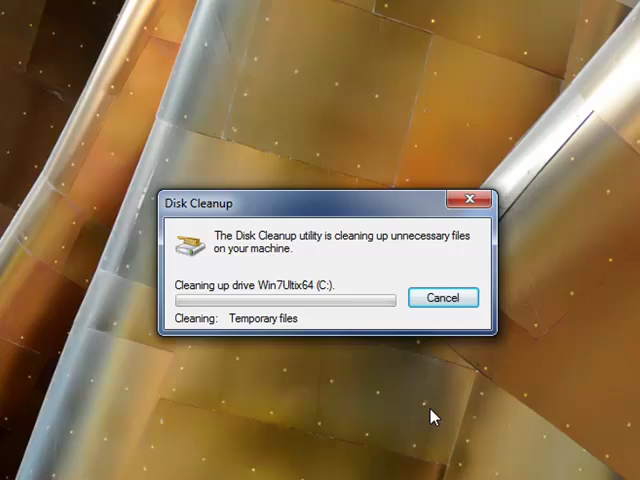 Disk Cleanup
The Disk Cleanup utility is cleaning up unnecessary files
on your machine.
Cleaning up drive Win7Ultix64 (C:).
Cancel
Cleaning: Temporary files